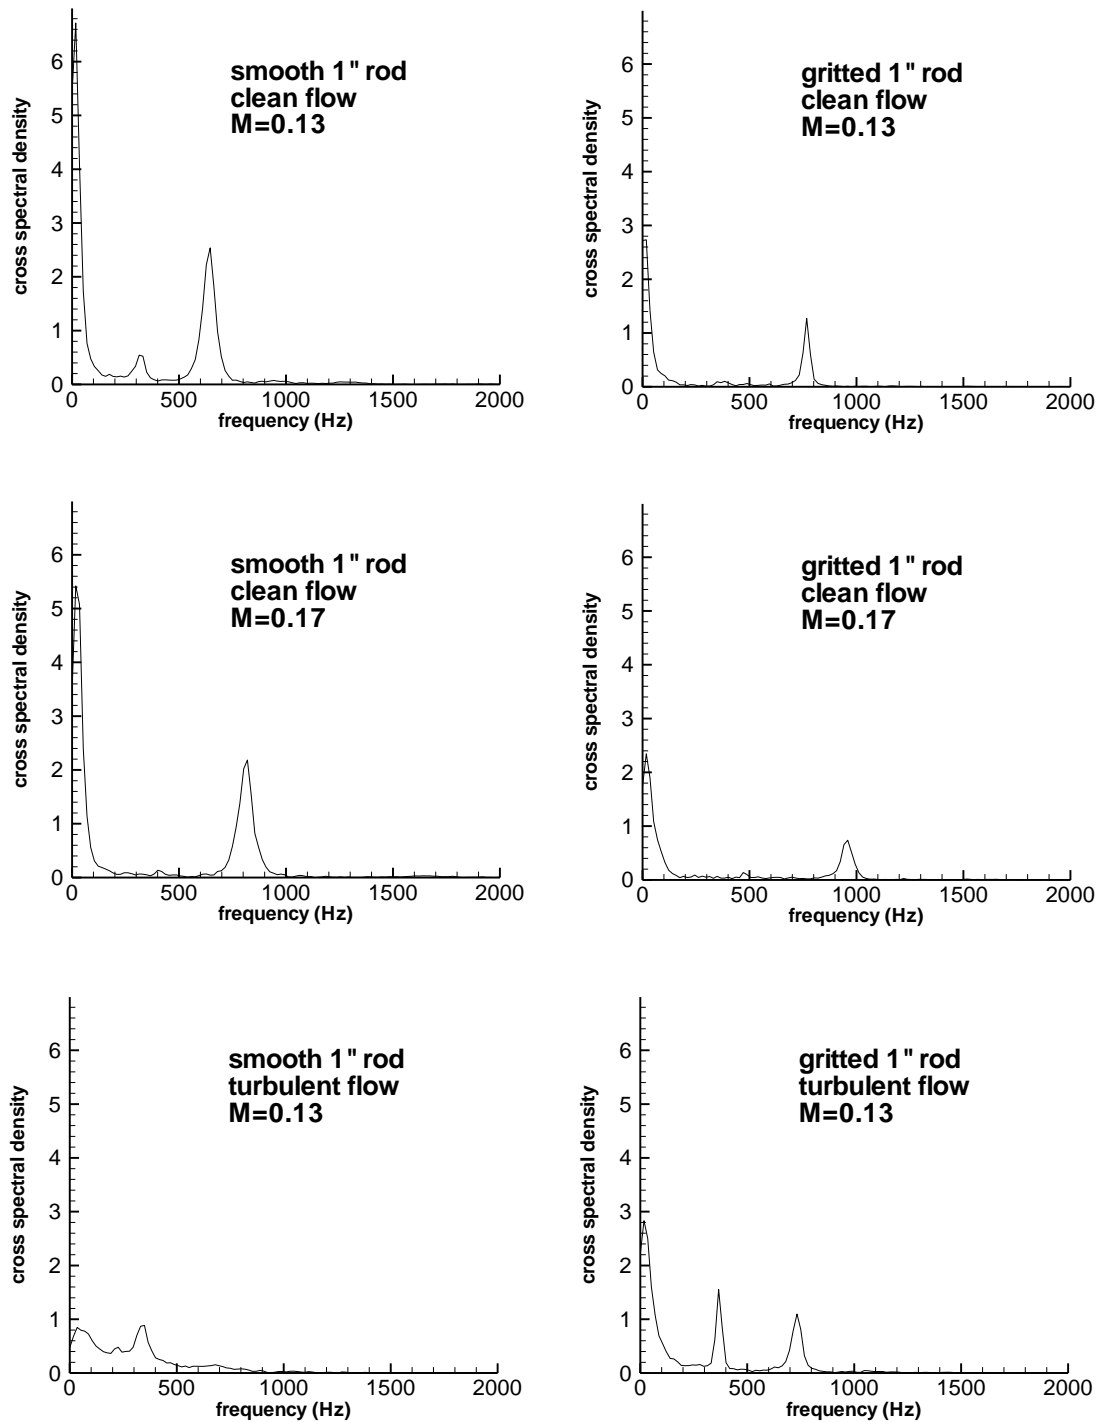 cross spectral density
6
5
4
3
2
1
0
0 500 1000 1500 2000
frequency (Hz)
smooth 1" rod
clean flow
M=0.13
cross spectral density
6
5
4
3
2
1
0
0 500 1000 1500 2000
frequency (Hz)
gritted 1" rod
clean flow
M=0.13
cross spectral density
6
5
4
3
2
1
0
0 500 1000 1500 2000
frequency (Hz)
smooth 1" rod
clean flow
M=0.17
cross spectral density
6
5
4
3
2
1
0
0 500 1000 1500 2000
frequency (Hz)
gritted 1" rod
clean flow
M=0.17
cross spectral density
6
5
4
3
2
1
0
0 500 1000 1500 2000
frequency (Hz)
smooth 1" rod
turbulent flow
M=0.13
cross spectral density
6
5
4
3
2
1
0
0 500 1000 1500 2000
frequency (Hz)
gritted 1" rod
turbulent flow
M=0.13